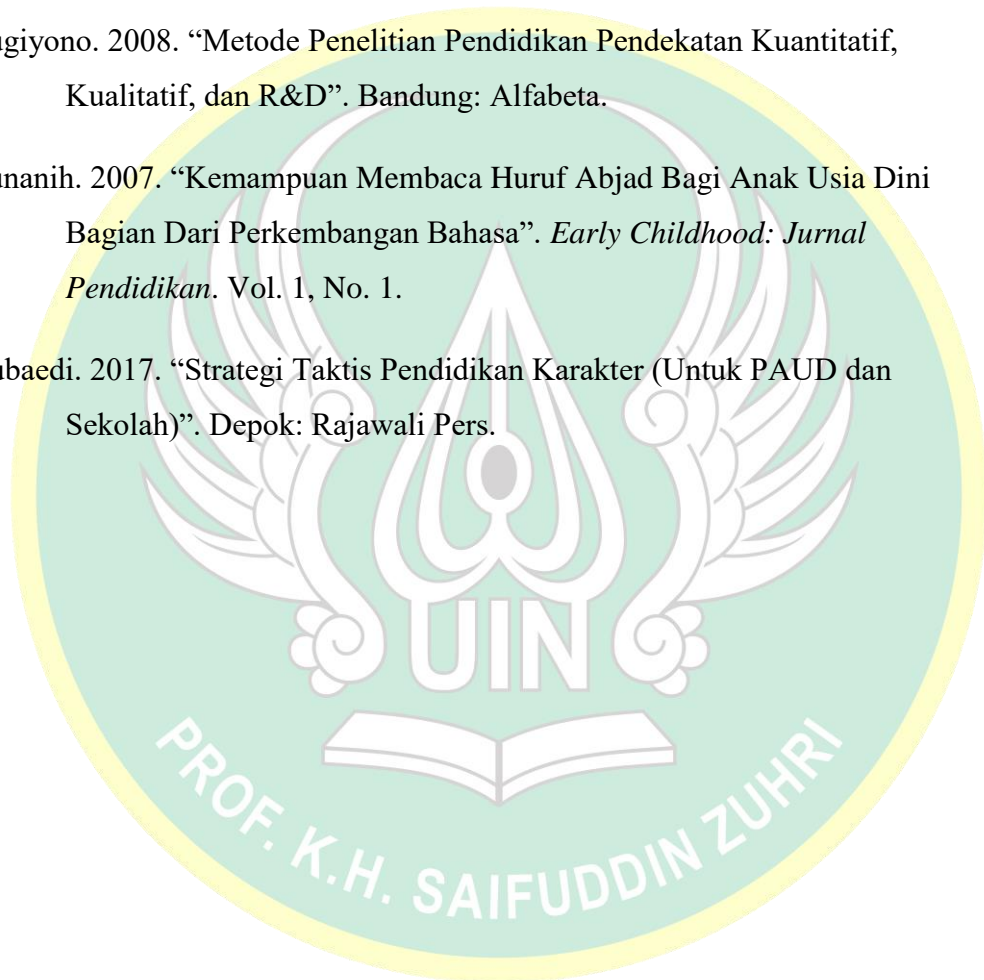 ugiyono. 2008. “Metode Penelitian Pendidikan Pendekatan Kuantitatif,
Kualitatif, dan R&D”. Bandung: Alfabeta.
unanih. 2007. “Kemampuan Membaca Huruf Abjad Bagi Anak Usia Dini
Bagian Dari Perkembangan Bahasa”. Early Childhood: Jurnal
Pendidikan. Vol. 1, No. 1.
ubaedi. 2017. “Strategi Taktis Pendidikan Karakter (Untuk PAUD dan
Sekolah)”. Depok: Rajawali Pers.
UIN
PROF. K.H. SAIFUDDIN ZUHRI